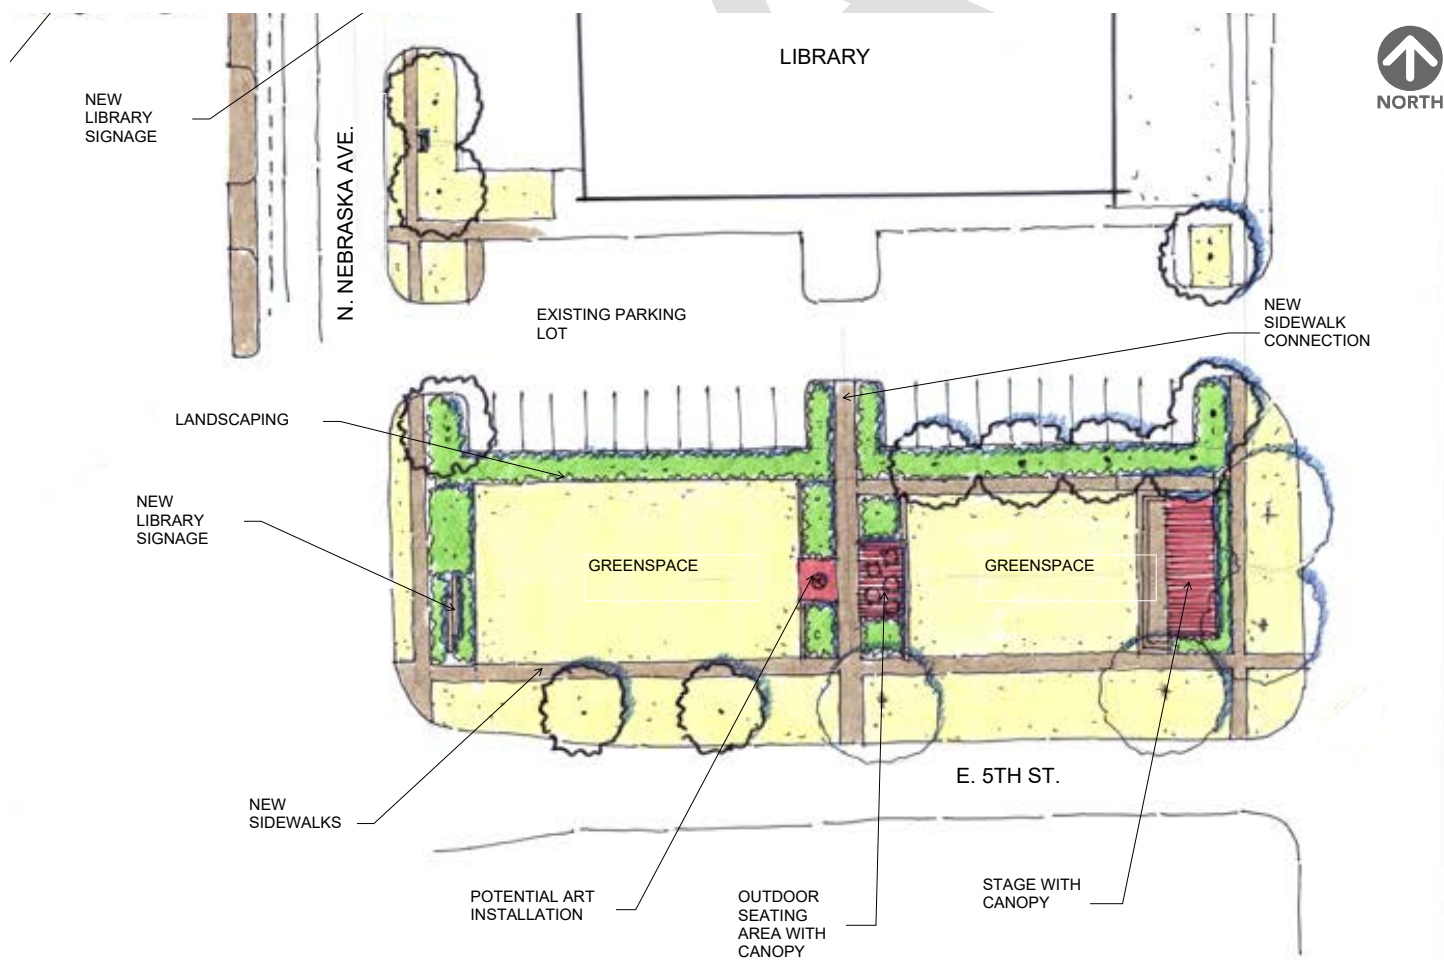 LIBRARY
NORTH
NEW
LIBRARY
SIGNAGE
N. NEBRASKA AVE.
EXISTING PARKING
LOT
NEW
SIDEWALK
CONNECTION
LANDSCAPING
NEW
LIBRARY
SIGNAGE
GREENSPACE
GREENSPACE
E. 5TH ST.
NEW
SIDEWALKS
POTENTIAL ART
INSTALLATION
OUTDOOR
SEATING
AREA WITH
CANOPY
STAGE WITH
CANOPY